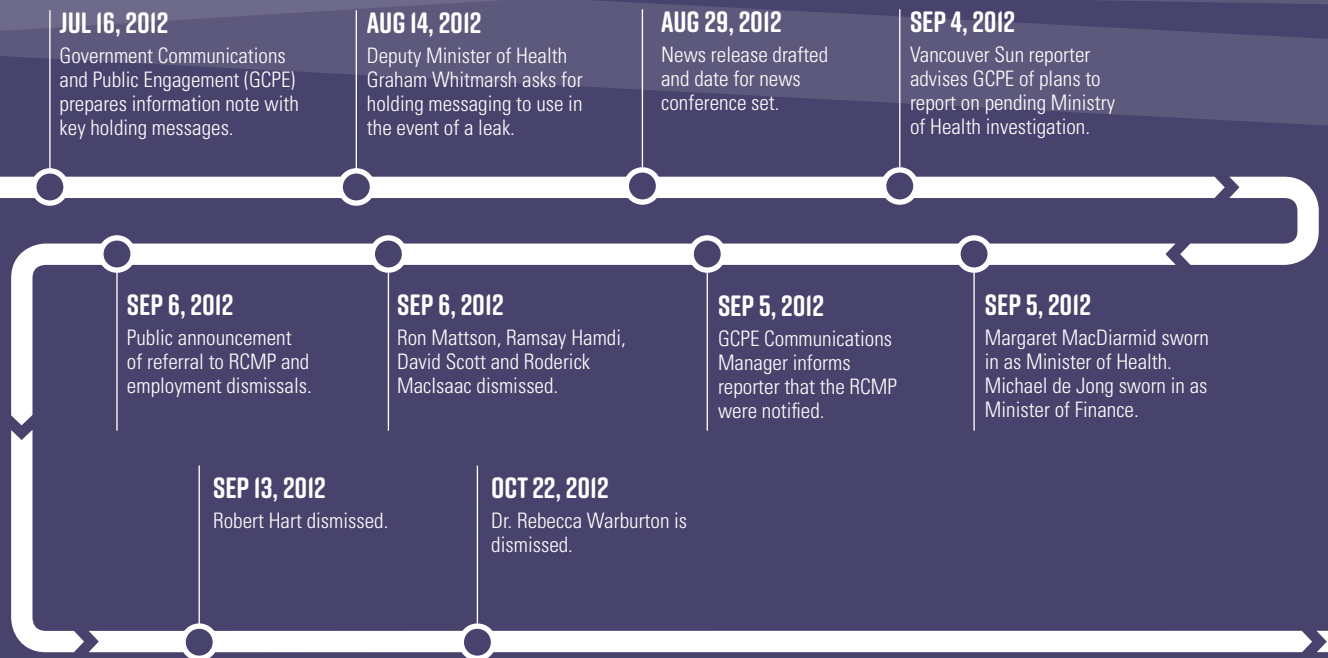 JUL 16, 2012
Government Communications
and Public Engagement (GCPE)
prepares information note with
key holding messages.
AUG 14, 2012
Deputy Minister of Health
Graham Whitmarsh asks for
holding messaging to use in
the event of a leak.
AUG 29, 2012
News release drafted
and date for news
conference set.
SEP 4, 2012
Vancouver Sun reporter
advises GCPE of plans to
report on pending Ministry
of Health investigation.
SEP 5, 2012
Margaret MacDiarmid sworn
in as Minister of Health.
Michael de Jong sworn in as
Minister of Finance.
SEP 5, 2012
GCPE Communications
Manager informs
reporter that the RCMP
were notified.
SEP 6, 2012
Ron Mattson, Ramsay Hamdi,
David Scott and Roderick
MacIsaac dismissed.
SEP 6, 2012
Public announcement
of referral to RCMP and
employment dismissals.
SEP 13, 2012
Robert Hart dismissed.
OCT 22, 2012
Dr. Rebecca Warburton is
dismissed.